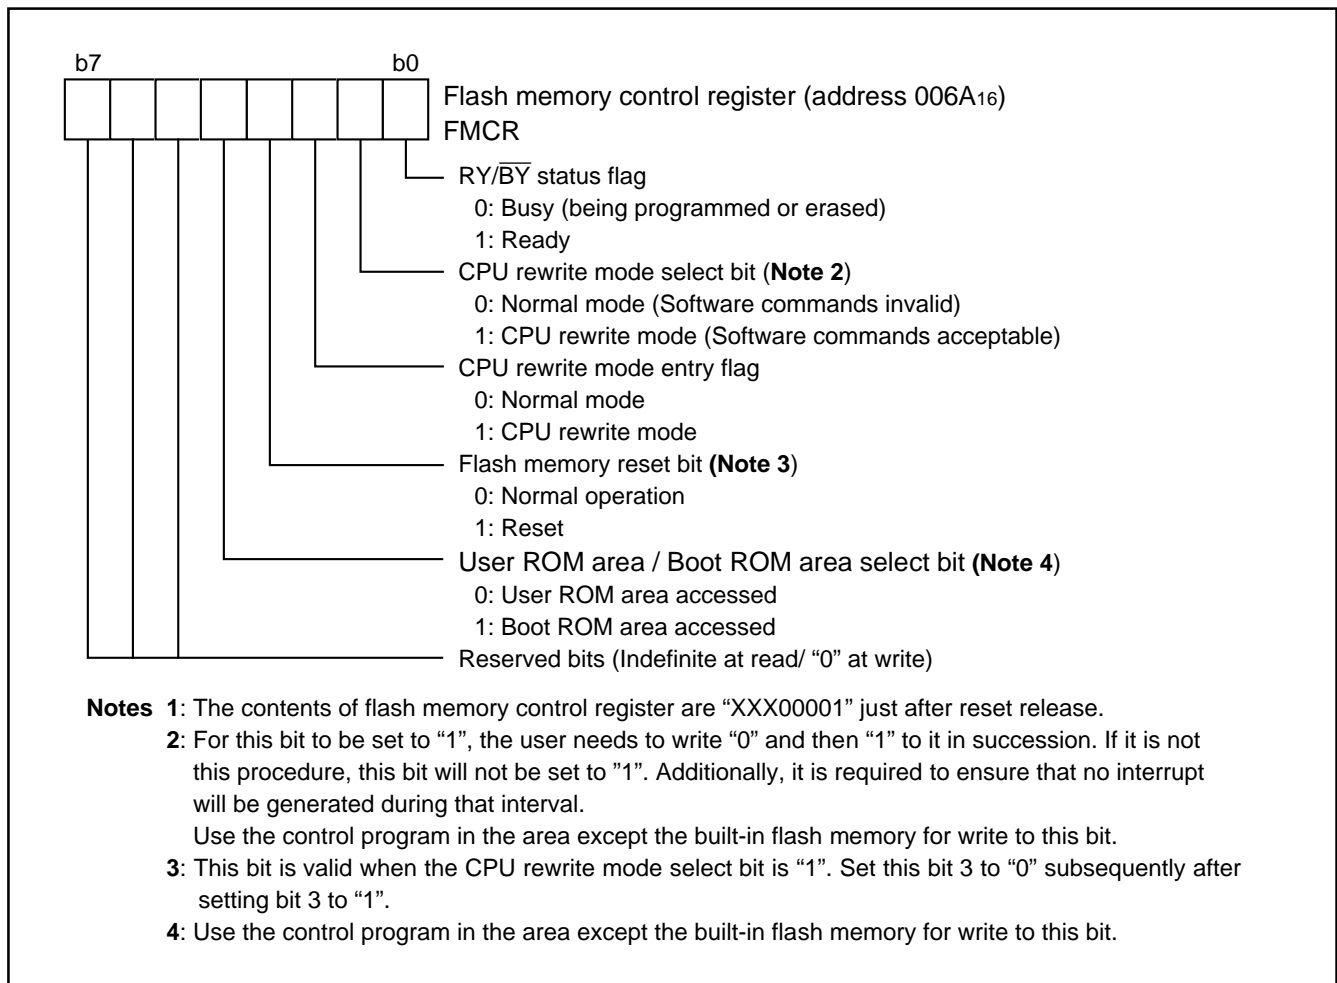 b7 b0
Flash memory control register (address 006A16)
FMCR
RY/BY status flag
0: Busy (being programmed or erased)
1: Ready
CPU rewrite mode select bit (Note 2)
0: Normal mode (Software commands invalid)
1: CPU rewrite mode (Software commands acceptable)
CPU rewrite mode entry flag
0: Normal mode
1: CPU rewrite mode
Flash memory reset bit (Note 3)
0: Normal operation
1: Reset
User ROM area / Boot ROM area select bit (Note 4)
0: User ROM area accessed
1: Boot ROM area accessed
Reserved bits (Indefinite at read/ “0” at write)
Notes 1: The contents of flash memory control register are “XXX00001” just after reset release.
2: For this bit to be set to “1”, the user needs to write “0” and then “1” to it in succession. If it is not
this procedure, this bit will not be set to ”1”. Additionally, it is required to ensure that no interrupt
will be generated during that interval.
Use the control program in the area except the built-in flash memory for write to this bit.
3: This bit is valid when the CPU rewrite mode select bit is “1”. Set this bit 3 to “0” subsequently after
setting bit 3 to “1”.
4: Use the control program in the area except the built-in flash memory for write to this bit.